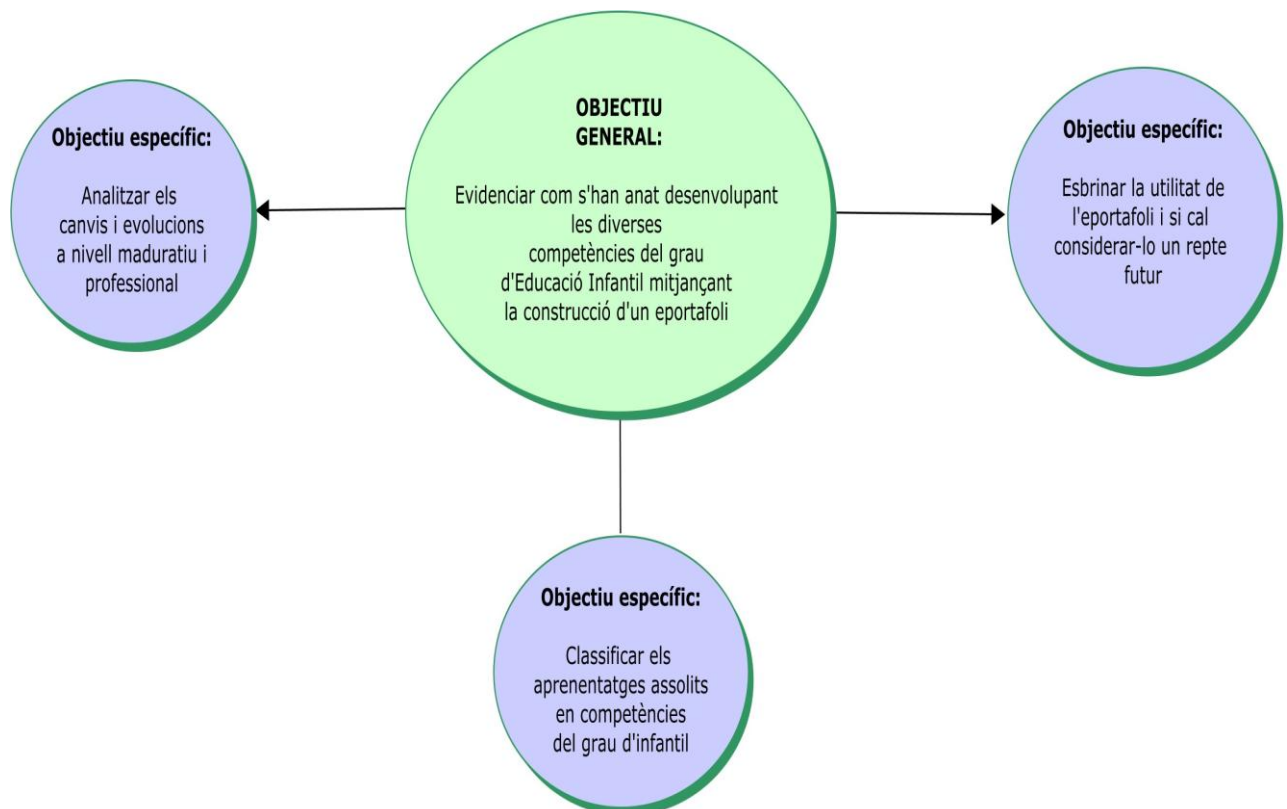 OBJECTIU
GENERAL:
Evidenciar com s'han anat desenvolupant
les diverses
competències del grau
d'Educació Infantil mitjançant
la construcció d'un eportafoli
Objectiu específic:
Analitzar els
canvis i evolucions
a nivell maduratiu i
professional
Objectiu específic:
Esbrinar la utilitat de
l'eportafoli i si cal
considerar-lo un repte
futur
Objectiu específic:
Classificar els
aprenentatges assolits
en competències
del grau d'infantil